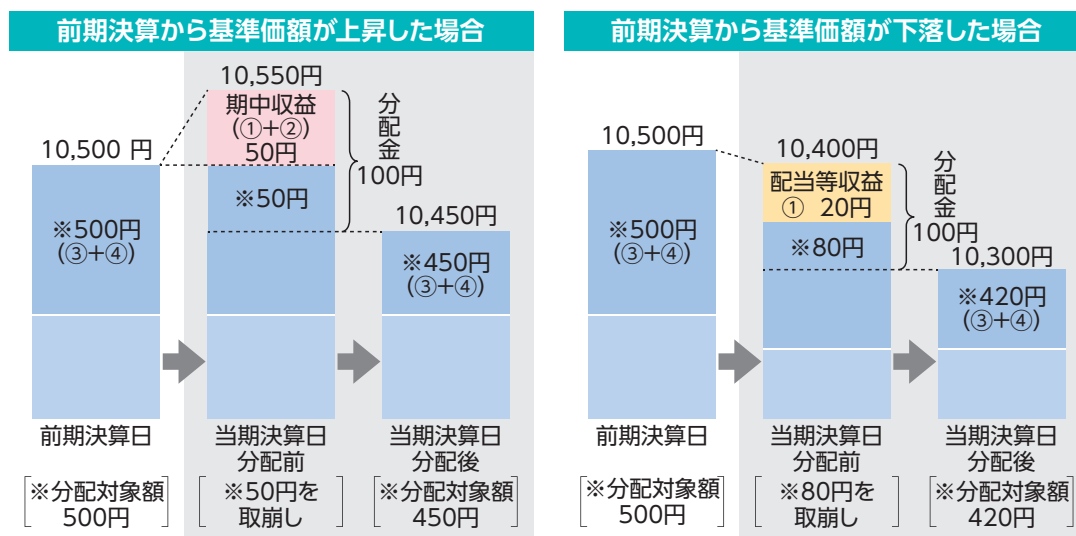 前期決算から基準価額が上昇した場合
10,550円
期中収益
(①+②)
50円
分配金
100円
10,500 円
※500円
(③+④)
※50円
10,450円
※450円
(③+④)
前期決算日
当期決算日
分配前
当期決算日
分配後
※分配対象額
500円
※50円を
取崩し
※分配対象額
450円
前期決算から基準価額が下落した場合
10,500円
10,400円
配当等収益
① 20円
分配金
100円
※500円
(③+④)
※80円
10,300円
※420円
(③+④)
前期決算日
当期決算日
分配前
当期決算日
分配後
※分配対象額
500円
※80円を
取崩し
※分配対象額
420円